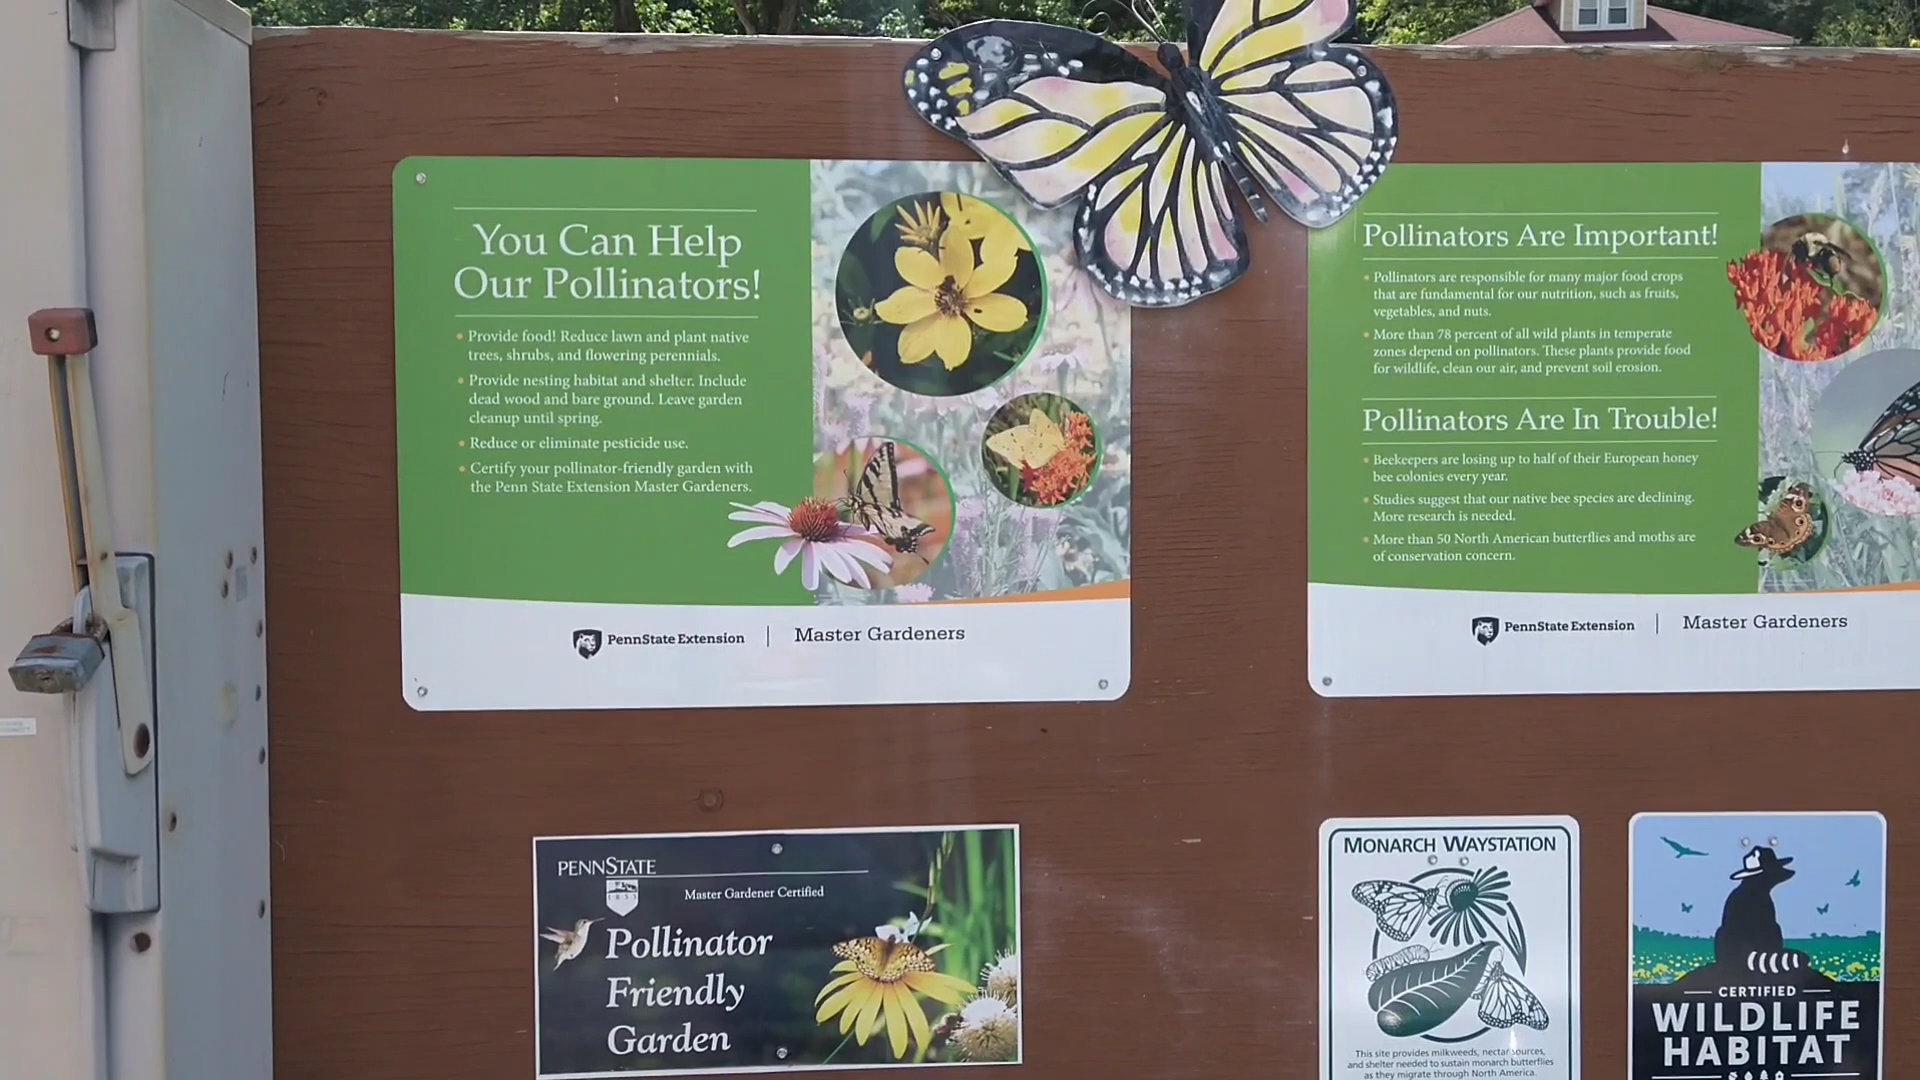 You Can Help
Our Pollinators!
• Provide food! Reduce lawn and plant native
trees, shrubs, and flowering perennials.
• Provide nesting habitat and shelter. Include
dead wood and bare ground. Leave garden
cleanup until spring.
• Reduce or eliminate pesticide use.
• Certify your pollinator-friendly garden with
the Penn State Extension Master Gardeners.
PennState Extension | Master Gardeners
Pollinators Are Important!
• Pollinators are responsible for many major food crops
that are fundamental for our nutrition, such as fruits,
vegetables, and nuts.
• More than 78 percent of all wild plants in temperate
zones depend on pollinators. These plants provide food
for wildlife, clean our air, and prevent soil erosion.
Pollinators Are In Trouble!
• Beekeepers are losing up to half of their European honey
bee colonies every year.
• Studies suggest that our native bee species are declining.
More research is needed.
• More than 50 North American butterflies and moths are
of conservation concern.
PennState Extension | Master Gardeners
PENNSTATE
1855
Master Gardener Certified
Pollinator
Friendly
Garden
MONARCH WAYSTATION
This site provides milkweeds, nectar sources,
and shelter needed to sustain monarch butterflies
as they migrate through North America.
CERTIFIED
WILDLIFE
HABITAT